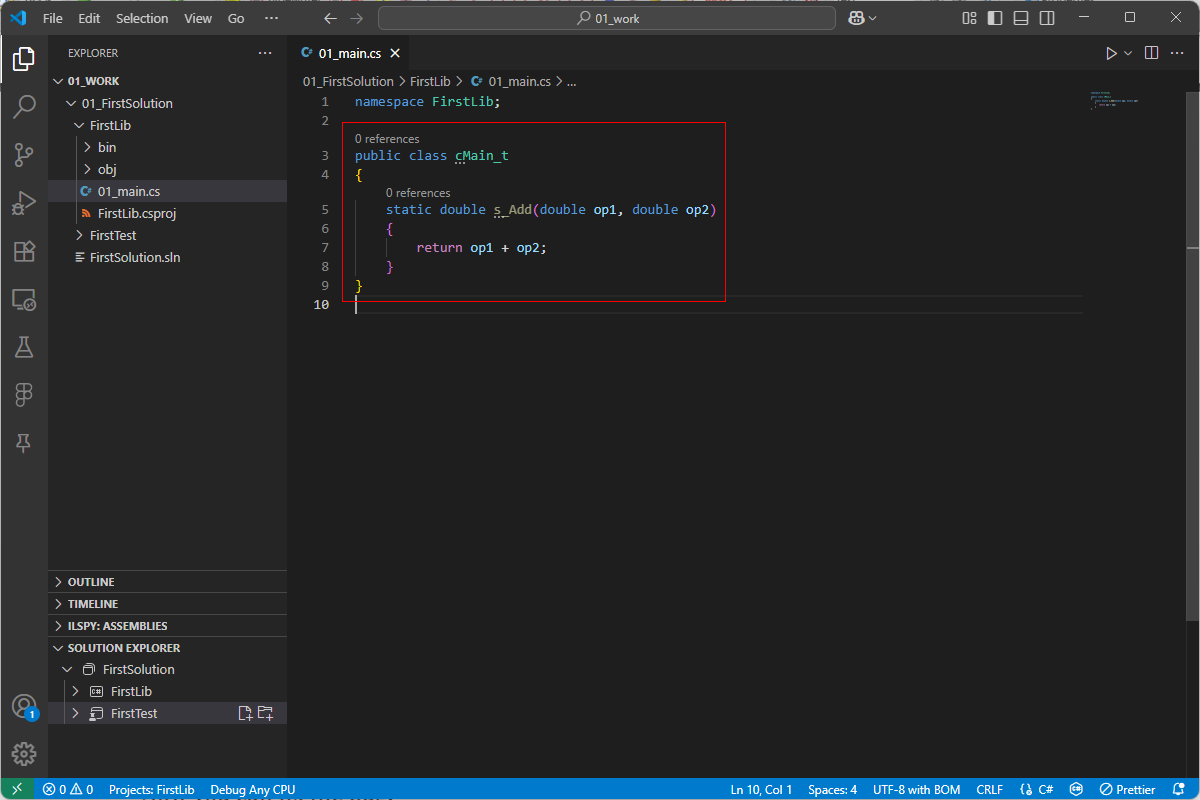 File Edit Selection View Go ···
01_work
EXPLORER
01_WORK
01_FirstSolution
FirstLib
bin
obj
C# 01_main.cs
FirstLib.csproj
FirstTest
FirstSolution.sln
OUTLINE
TIMELINE
ILSPY: ASSEMBLIES
SOLUTION EXPLORER
FirstSolution
C# FirstLib
FirstTest
1
C# 01_main.cs
01_FirstSolution > FirstLib > C# 01_main.cs > ...
1 namespace FirstLib;
2
0 references
3 public class cMain_t
4 {
0 references
5 static double s_Add(double op1, double op2)
6 {
7 return op1 + op2;
8 }
9 }
10
0 0 Projects: FirstLib Debug Any CPU Ln 10, Col 1 Spaces: 4 UTF-8 with BOM CRLF C# Prettier